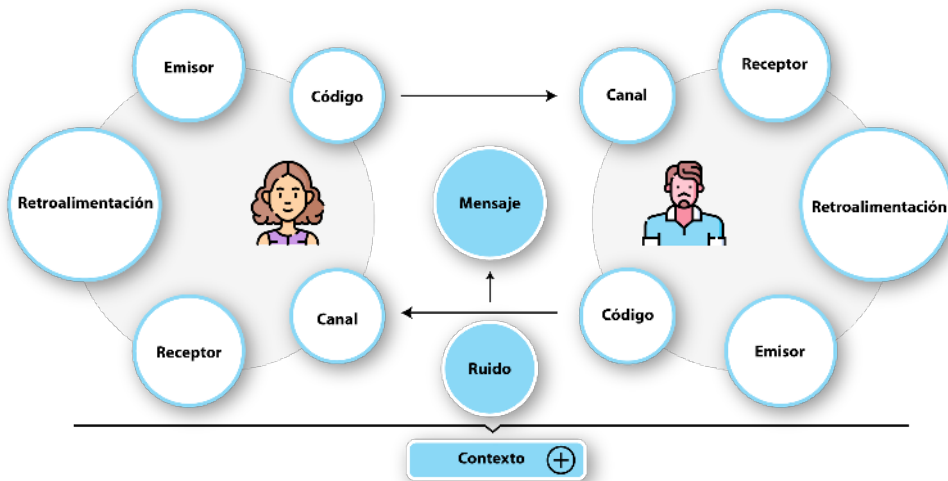 Emisor
Receptor
Código
Canal
Retroalimentación
Mensaje
Retroalimentación
Canal
Código
Receptor
Ruido
Emisor
Contexto